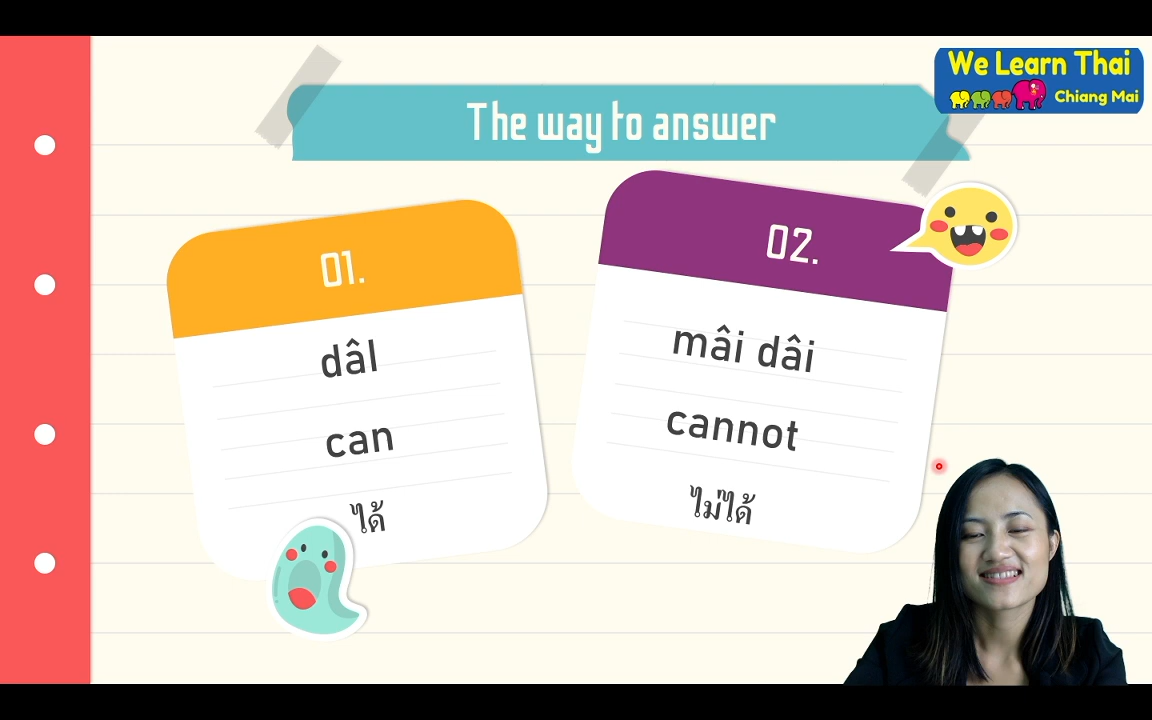 We Learn Thai
Chiang Mai
The way to answer
01.
dâl
can
ได้
02.
mâi dâi
cannot
ไม่ได้